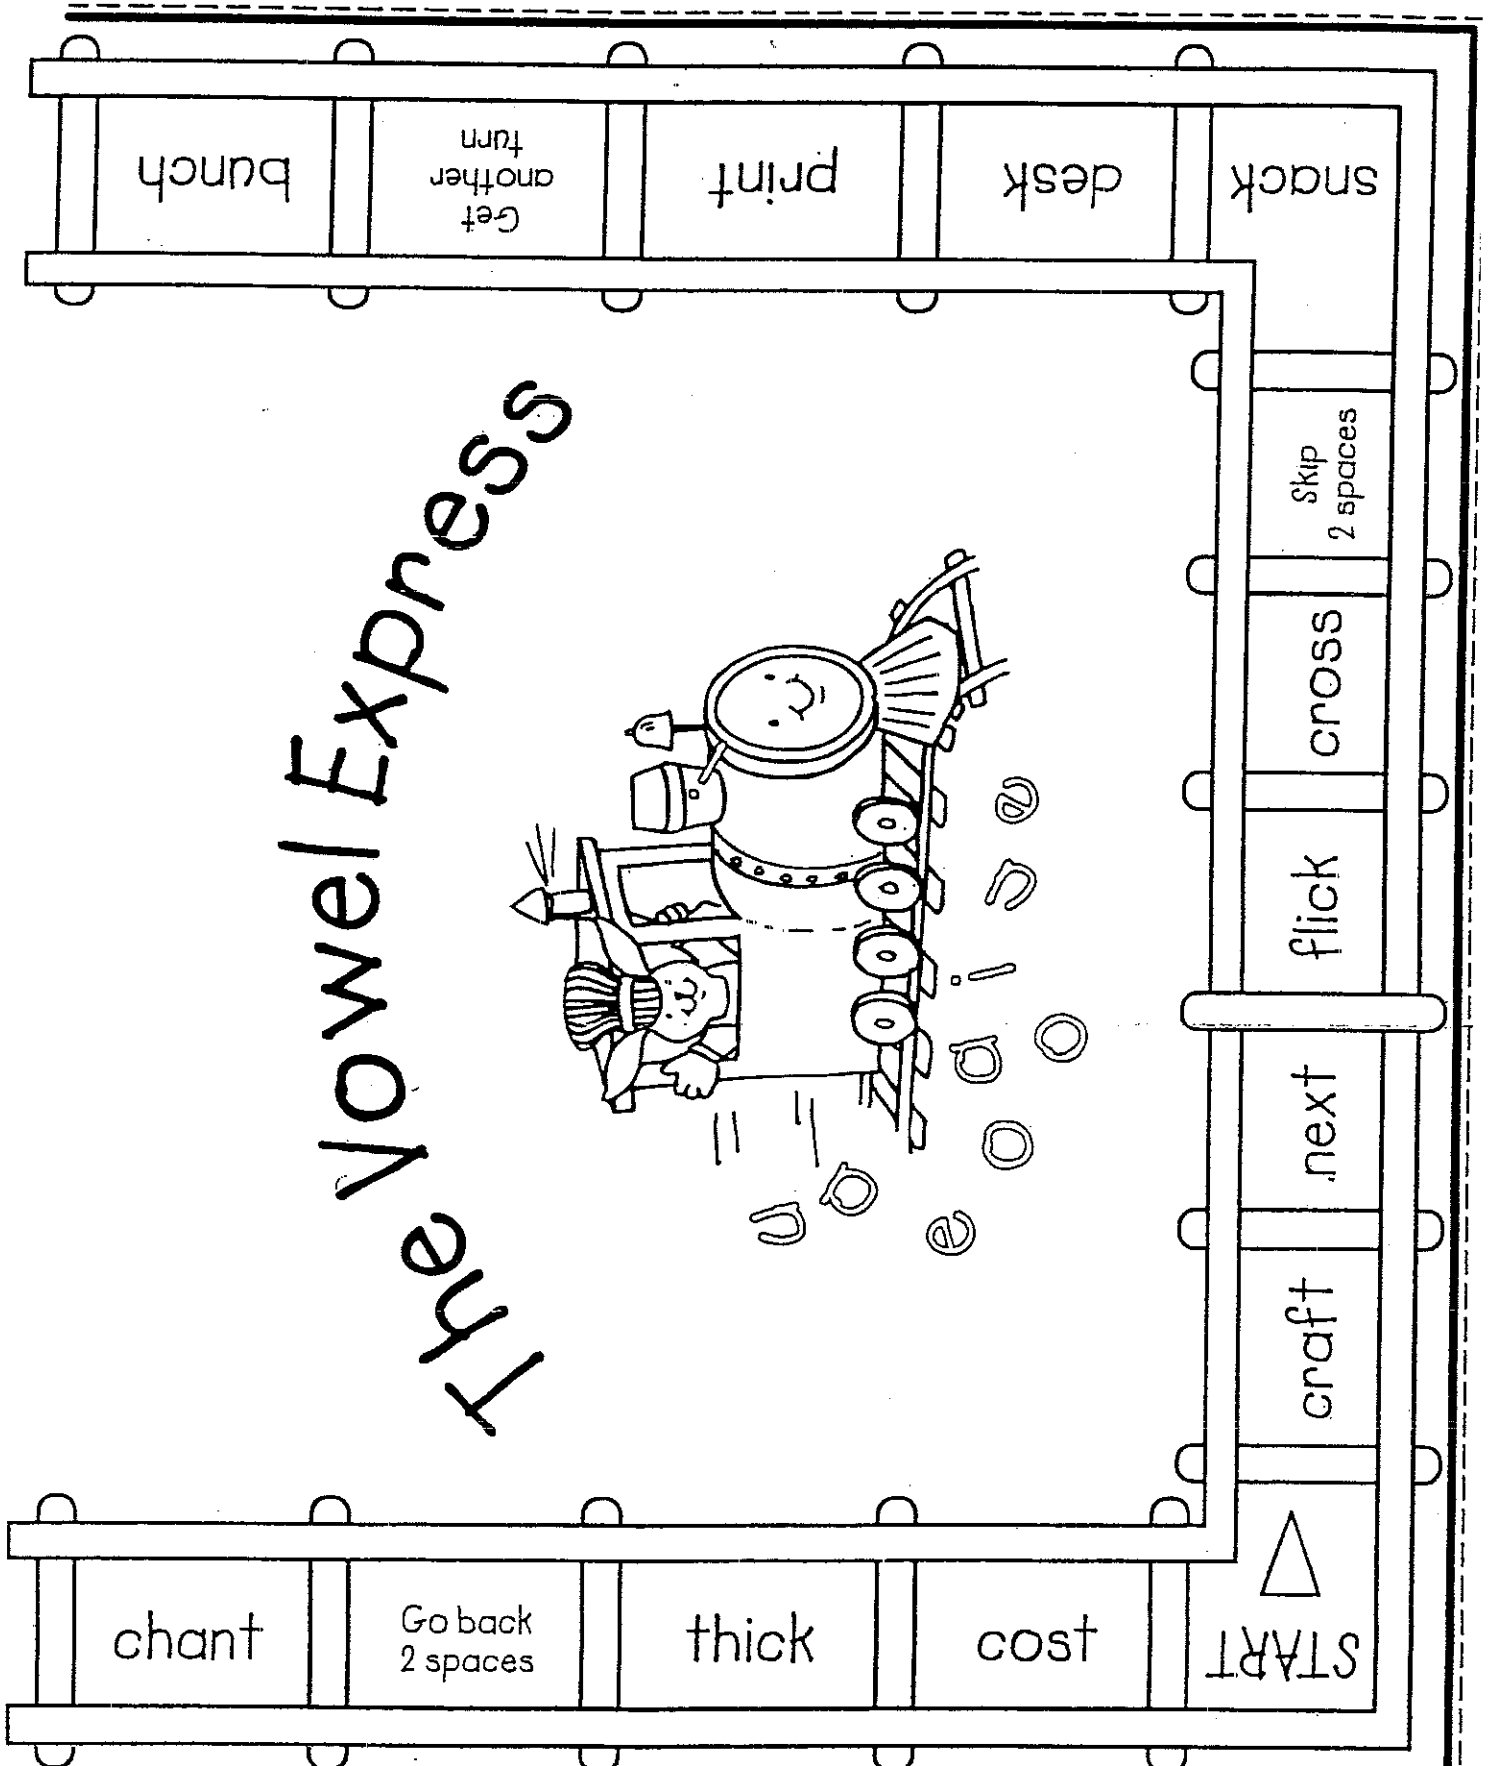 The Vowel Express
START
craft
next
flick
cross
Skip
2 spaces
snack
desk
print
Get
another
turn
bunch
chant
Go back
2 spaces
thick
cost
e
u
i
a
o
o
a
u
e